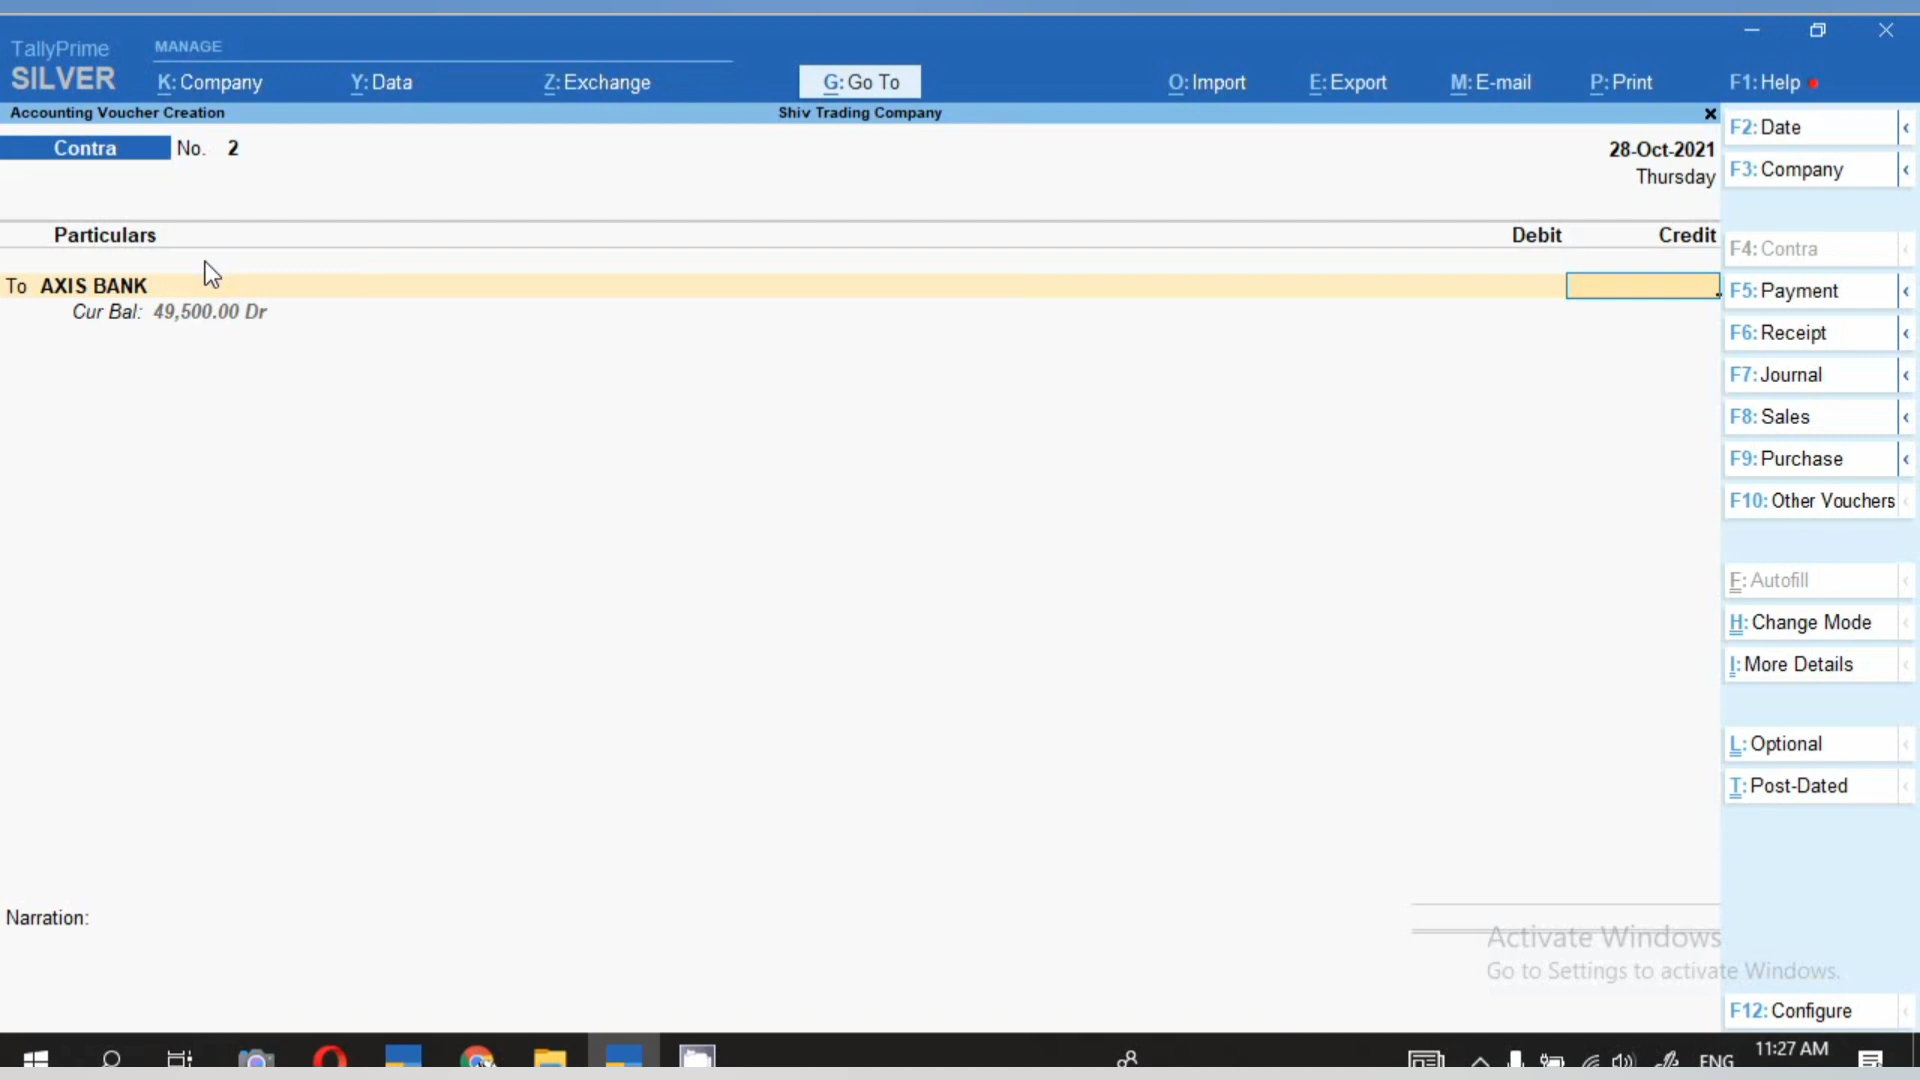 TallyPrime
SILVER
MANAGE
K: Company
Y: Data
Z: Exchange
G: Go To
O: Import
E: Export
M: E-mail
P: Print
F1: Help
Accounting Voucher Creation
Shiv Trading Company
Contra No. 2
28-Oct-2021
Thursday
Particulars Debit Credit
To AXIS BANK
Cur Bal: 49,500.00 Dr
Narration:
F2: Date
F3: Company
F4: Contra
F5: Payment
F6: Receipt
F7: Journal
F8: Sales
F9: Purchase
F10: Other Vouchers
F: Autofill
H: Change Mode
I: More Details
L: Optional
T: Post-Dated
Activate Windows
Go to Settings to activate Windows.
F12: Configure
ENG
11:27 AM